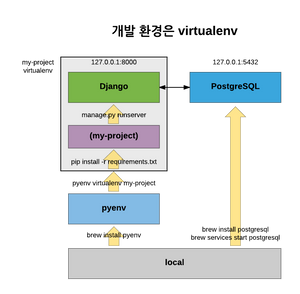 개발 환경은 virtualenv
my-project
virtualenv
127.0.0.1:8000
127.0.0.1:5432
Django
PostgreSQL
manage.py runserver
(my-project)
pip install -r requirements.txt
pyenv virtualenv my-project
pyenv
brew install pyenv
brew install postgresql
brew services start postgresql
local